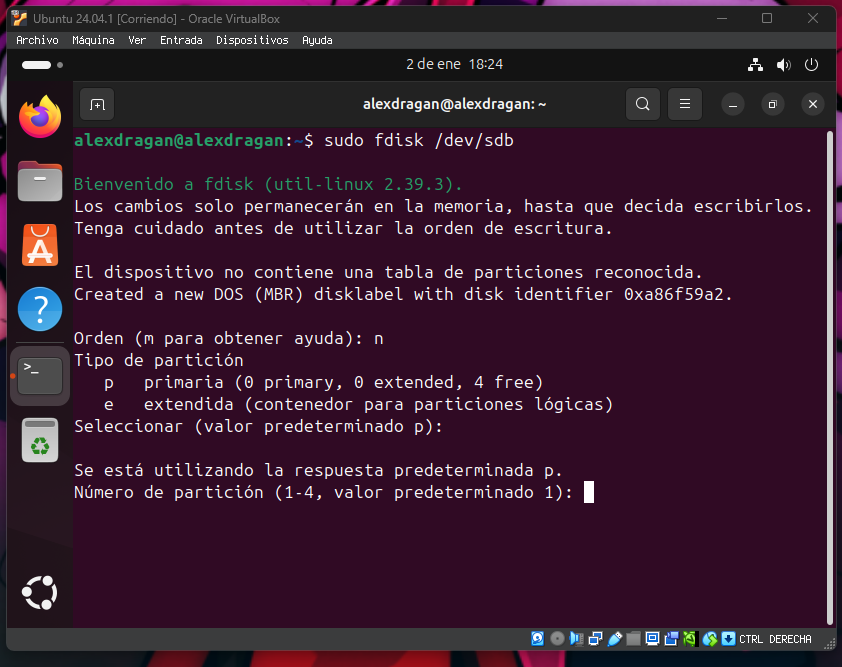 Ubuntu 24.04.1 [Corriendo] - Oracle VirtualBox
Archivo Máquina Ver Entrada Dispositivos Ayuda
2 de ene 18:24
alexdragan@alexdragan: ~
alexdragan@alexdragan:~$ sudo fdisk /dev/sdb
Bienvenido a fdisk (util-linux 2.39.3).
Los cambios solo permanecerán en la memoria, hasta que decida escribirlos.
Tenga cuidado antes de utilizar la orden de escritura.
El dispositivo no contiene una tabla de particiones reconocida.
Created a new DOS (MBR) disklabel with disk identifier 0xa86f59a2.
Orden (m para obtener ayuda): n
Tipo de partición
p primaria (0 primary, 0 extended, 4 free)
e extendida (contenedor para particiones lógicas)
Seleccionar (valor predeterminado p):
Se está utilizando la respuesta predeterminada p.
Número de partición (1-4, valor predeterminado 1):
CTRL DERECHA